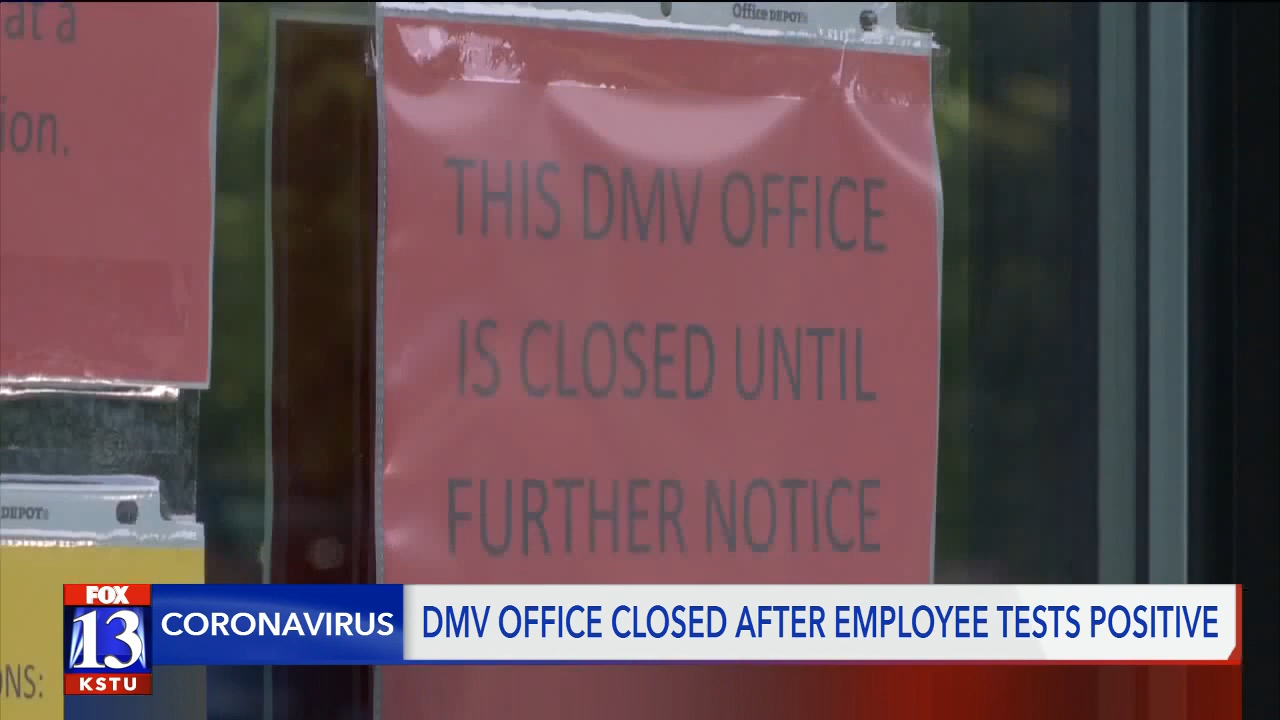 at a
ion.
Office DEPOT
THIS DMV OFFICE
IS CLOSED UNTIL
FURTHER NOTICE
DEPOT
NS:
FOX
13
KSTU
CORONAVIRUS
DMV OFFICE CLOSED AFTER EMPLOYEE TESTS POSITIVE